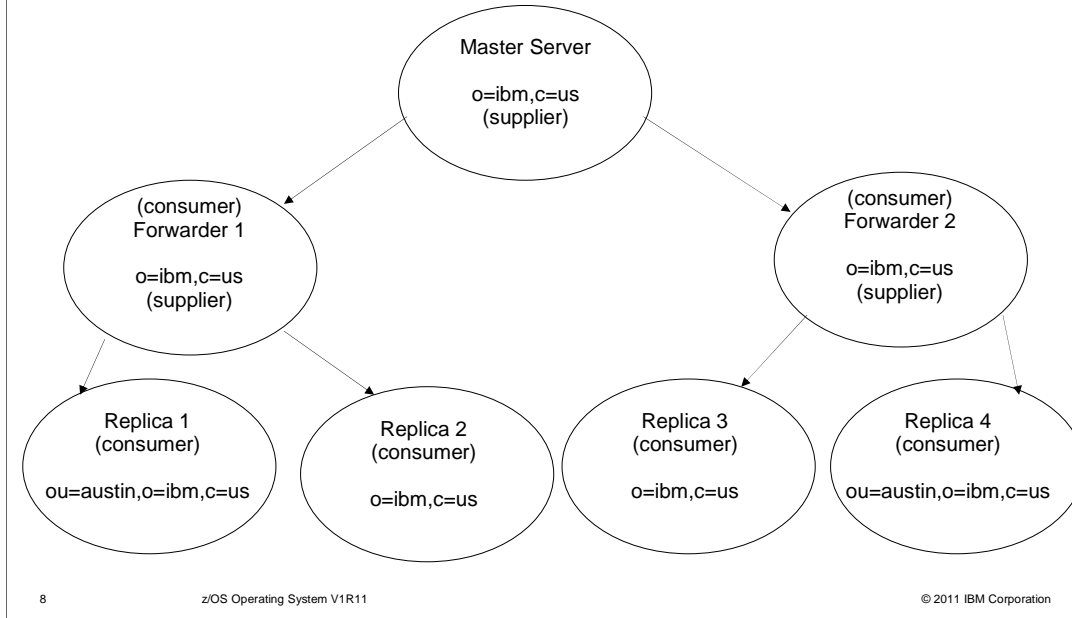 Master Server
o=ibm,c=us
(supplier)
(consumer)
Forwarder 1
o=ibm,c=us
(supplier)
(consumer)
Forwarder 2
o=ibm,c=us
(supplier)
Replica 1
(consumer)
ou=austin,o=ibm,c=us
Replica 2
(consumer)
o=ibm,c=us
Replica 3
(consumer)
o=ibm,c=us
Replica 4
(consumer)
ou=austin,o=ibm,c=us
8
z/OS Operating System V1R11
© 2011 IBM Corporation